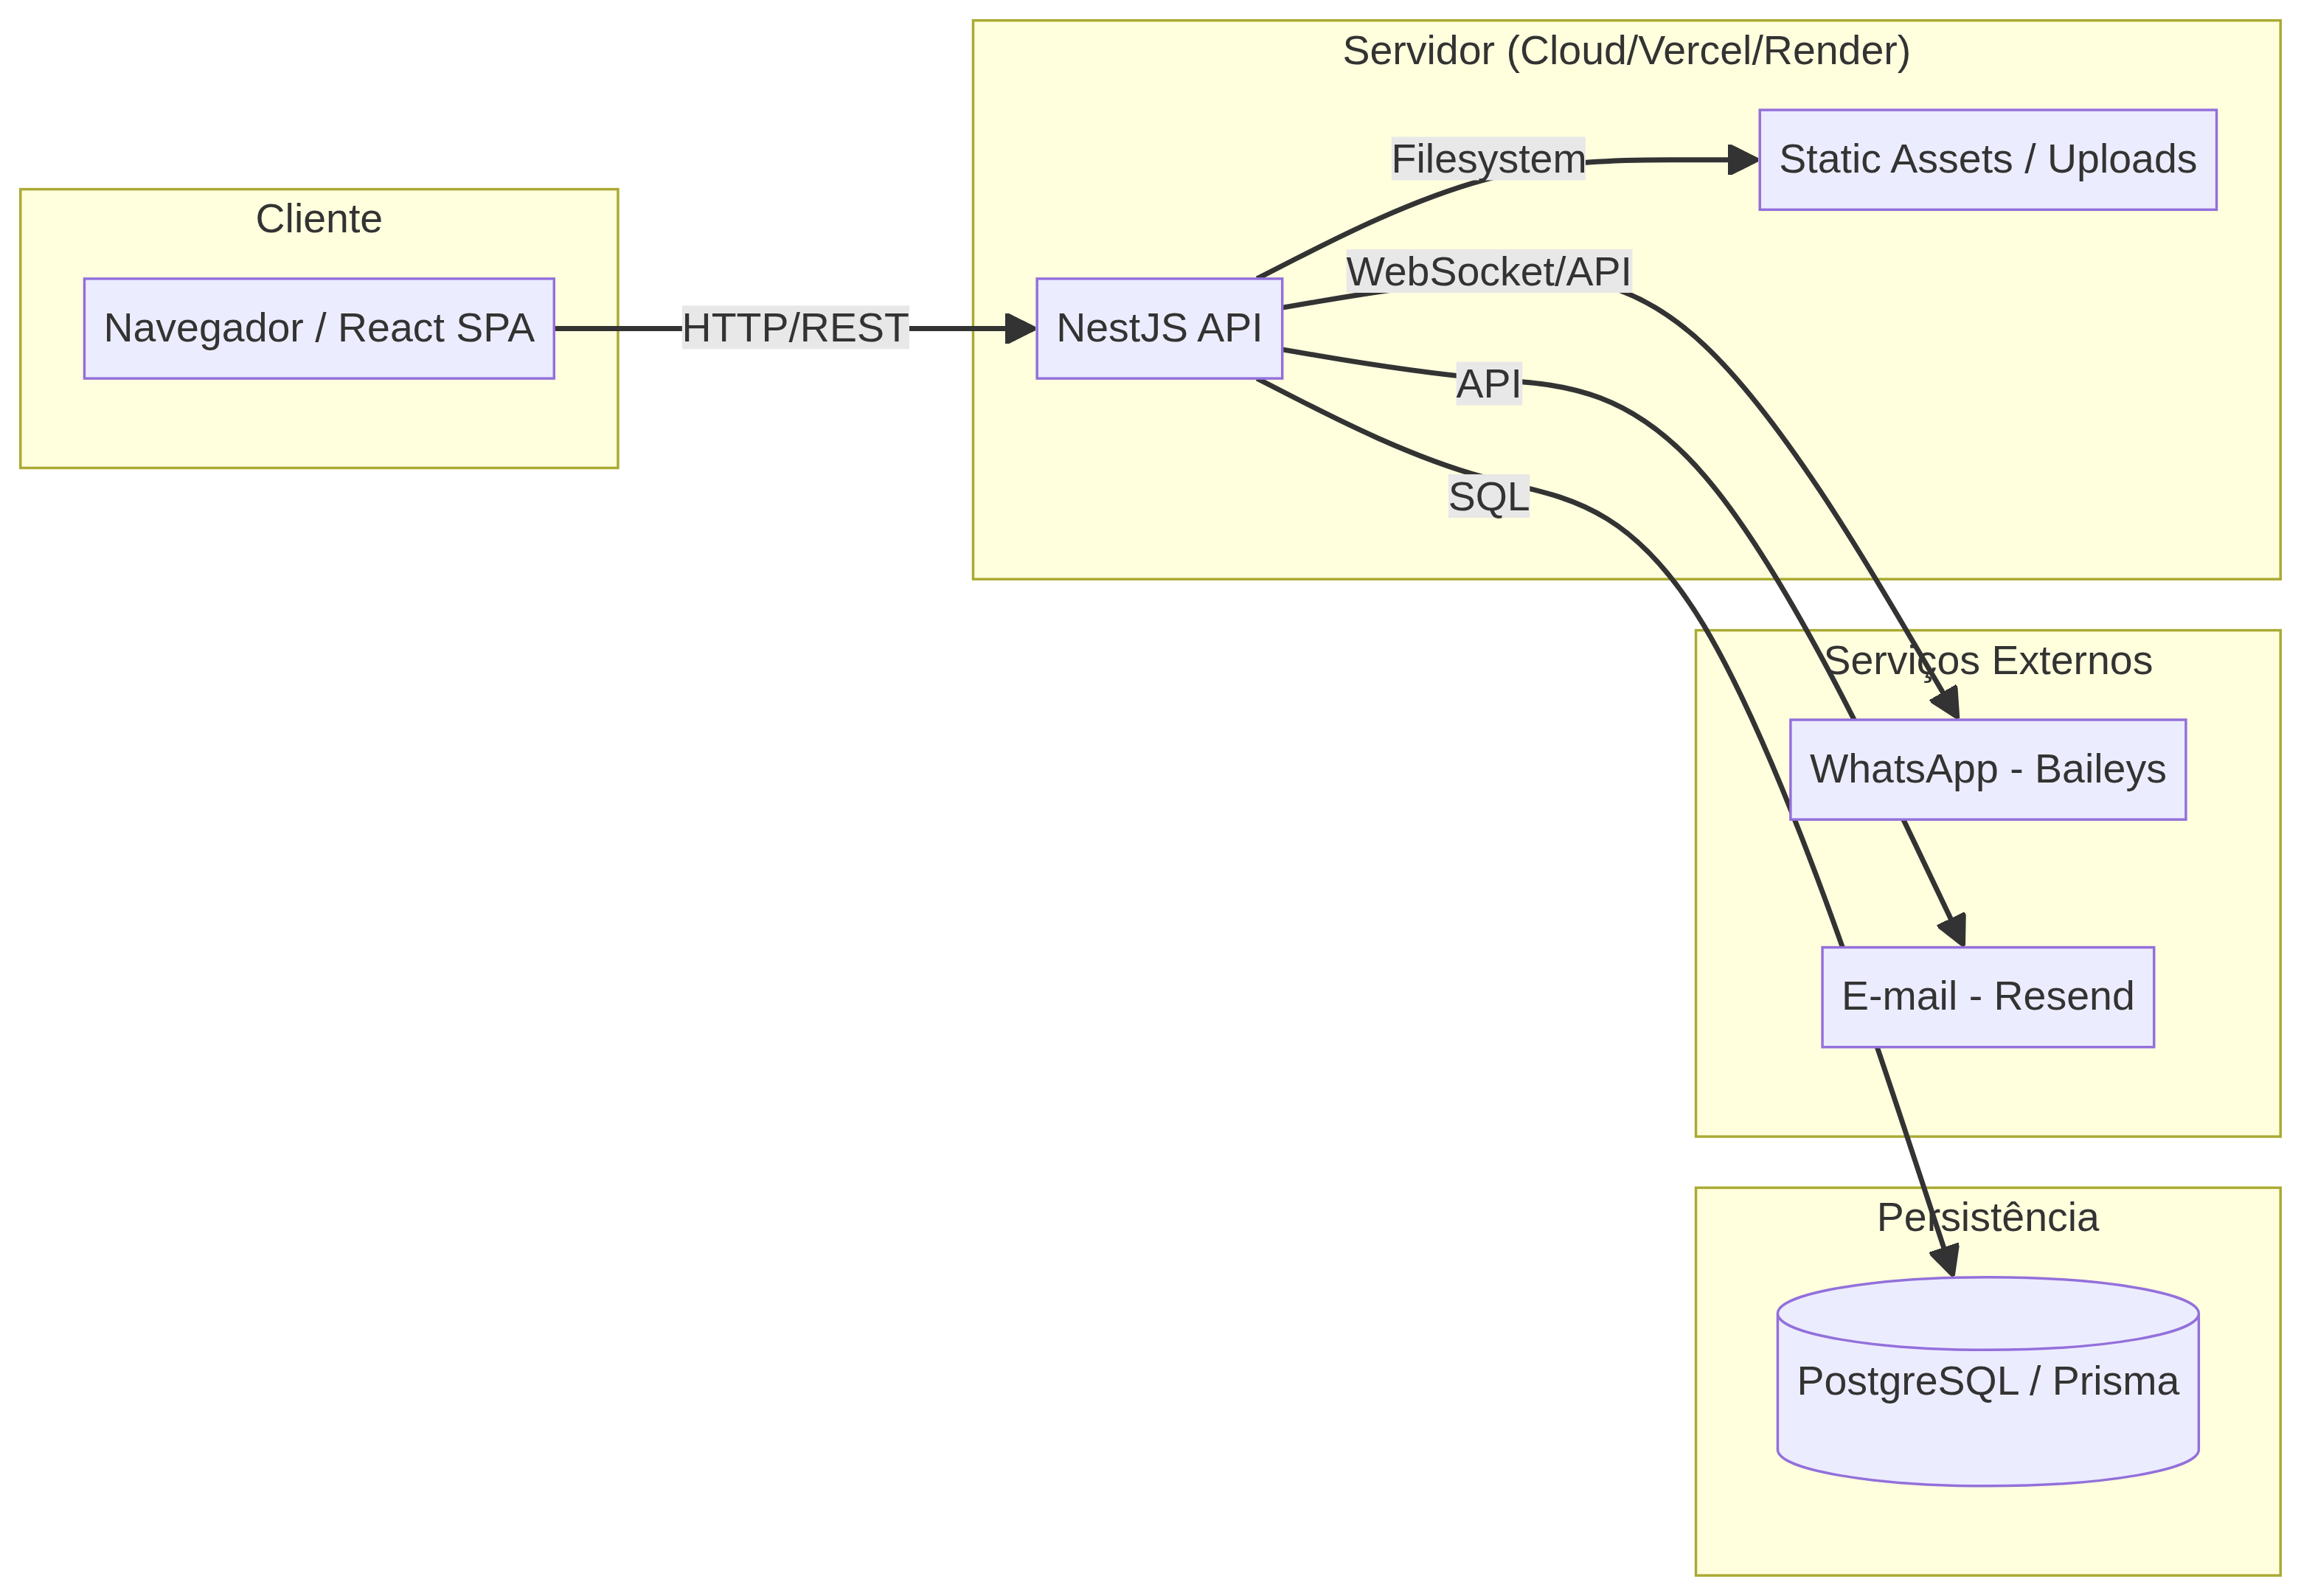 Servidor (Cloud/Vercel/Render)
Filesystem
Static Assets / Uploads
Cliente
WebSocket/API
Navegador / React SPA
HTTP/REST
NestJS API
API
SQL
Serviços Externos
WhatsApp - Baileys
E-mail - Resend
Persistência
PostgreSQL / Prisma